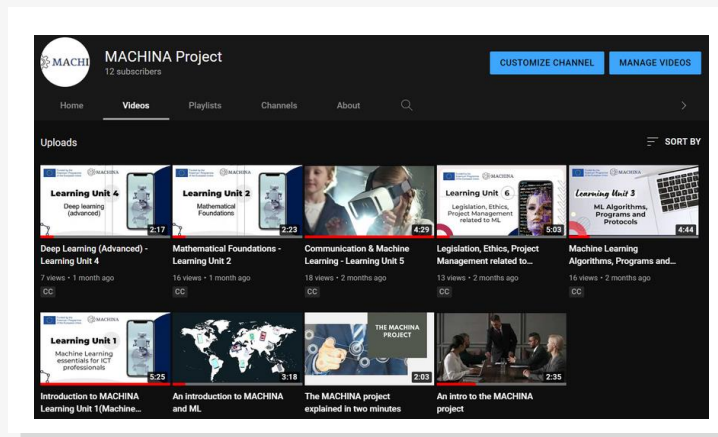 MACHI
MACHINA Project
12 subscribers
CUSTOMIZE CHANNEL
MANAGE VIDEOS
Home
Videos
Playlists
Channels
About
Uploads
SORT BY
MACHINA
Learning Unit 4
Deep learning
(advanced)
2:17
MACHINA
Learning Unit 2
Mathematical
Foundations
2:23
4:29
MACHINA
Learning Unit 6
Legislation, Ethics,
Project Management
related to ML
5:03
MACHINA
Learning Unit 3
ML Algorithms,
Programs and
Protocols
4:44
Deep Learning (Advanced) -
Learning Unit 4
7 views • 1 month ago
CC
Mathematical Foundations -
Learning Unit 2
16 views • 1 month ago
CC
Communication & Machine
Learning - Learning Unit 5
18 views • 2 months ago
CC
Legislation, Ethics, Project
Management related to...
13 views • 2 months ago
CC
Machine Learning
Algorithms, Programs and...
16 views • 2 months ago
CC
MACHINA
Learning Unit 1
Machine Learning
essentials for ICT
professionals
5:25
3:18
THE MACHINA
PROJECT
2:03
2:35
Introduction to MACHINA
Learning Unit 1(Machine...
An introduction to MACHINA
and ML
The MACHINA project
explained in two minutes
An intro to the MACHINA
project